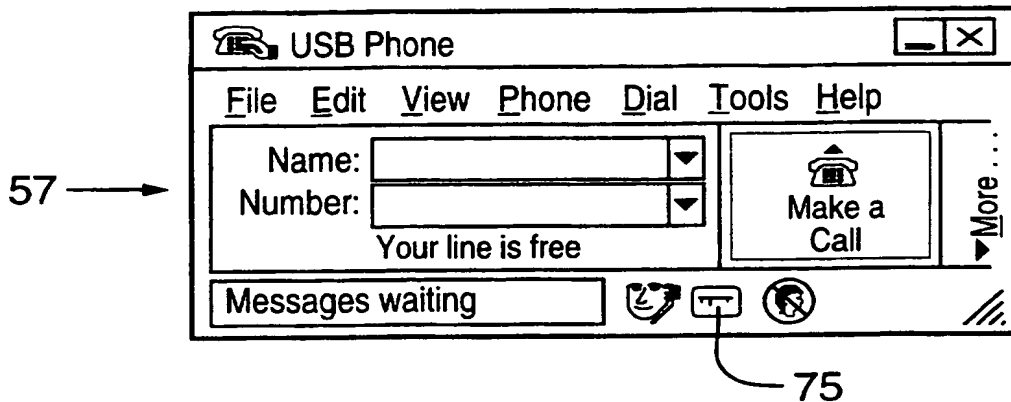 USB Phone
File Edit View Phone Dial Tools Help
Name:
Number:
Your line is free
Make a
Call
More....
Messages waiting
57
75